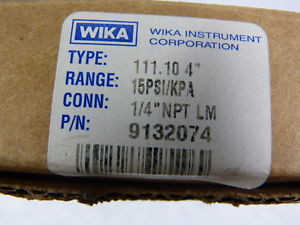 WIKA
WIKA INSTRUMENT
CORPORATION
TYPE: 111.10 4"
RANGE: 15PSI/KPA
CONN: 1/4" NPT LM
P/N: 9132074